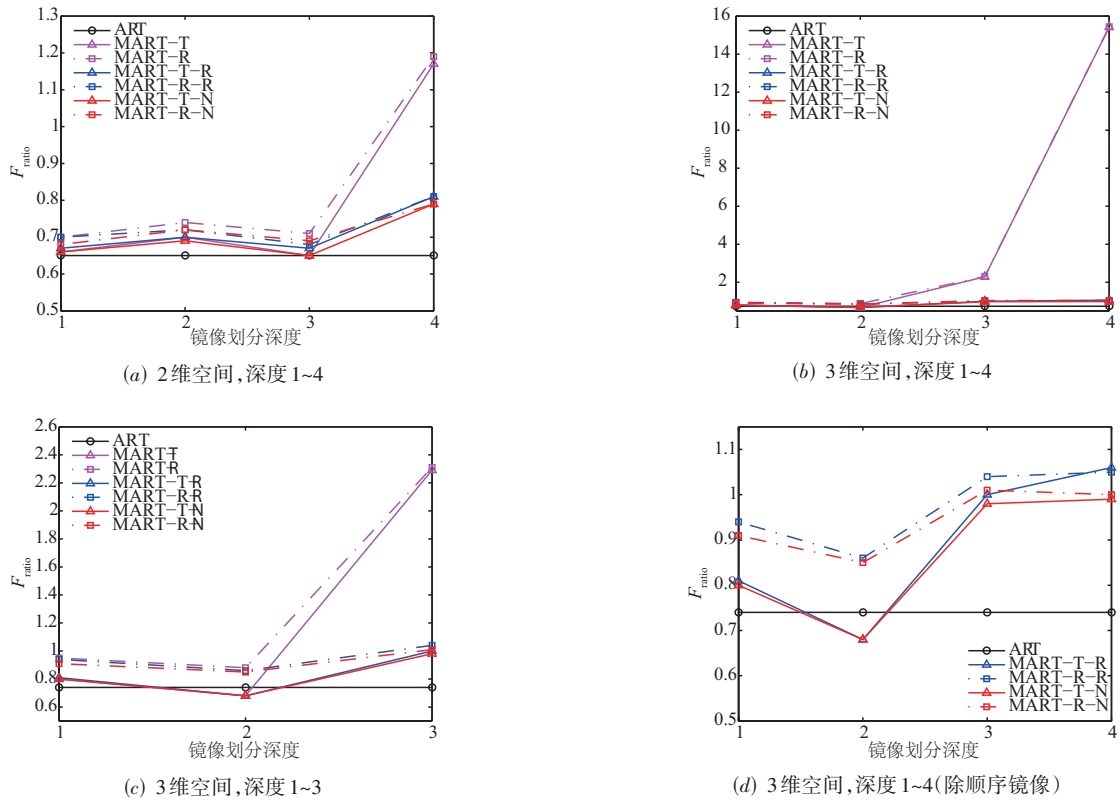 1.3
1.2
1.1
1
0.9
0.8
0.7
0.6
0.5
F_ratio
ART
MART-T
MART-R
MART-T-R
MART-R-R
MART-T-N
MART-R-N
1 2 3 4
镜像划分深度
(a) 2维空间,深度1~4
16
14
12
10
8
6
4
2
F_ratio
ART
MART-T
MART-R
MART-T-R
MART-R-R
MART-T-N
MART-R-N
1 2 3 4
镜像划分深度
(b) 3维空间,深度1~4
2.6
2.4
2.2
2
1.8
1.6
1.4
1.2
1
0.8
0.6
F_ratio
ART
MART-T
MART-R
MART-T-R
MART-R-R
MART-T-N
MART-R-N
1 2 3
镜像划分深度
(c) 3维空间,深度1~3
1.1
1
0.9
0.8
0.7
0.6
0.5
F_ratio
ART
MART-T-R
MART-R-R
MART-T-N
MART-R-N
1 2 3 4
镜像划分深度
(d) 3维空间,深度1~4(除顺序镜像)